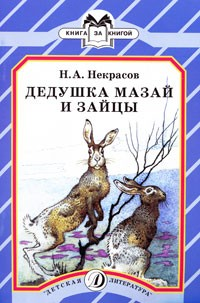 КНИГА ЗА КНИГОЙ
Н.А. Некрасов
ДЕДУШКА МАЗАЙ
И ЗАЙЦЫ
"ДЕТСКАЯ Д ЛИТЕРАТУРА"